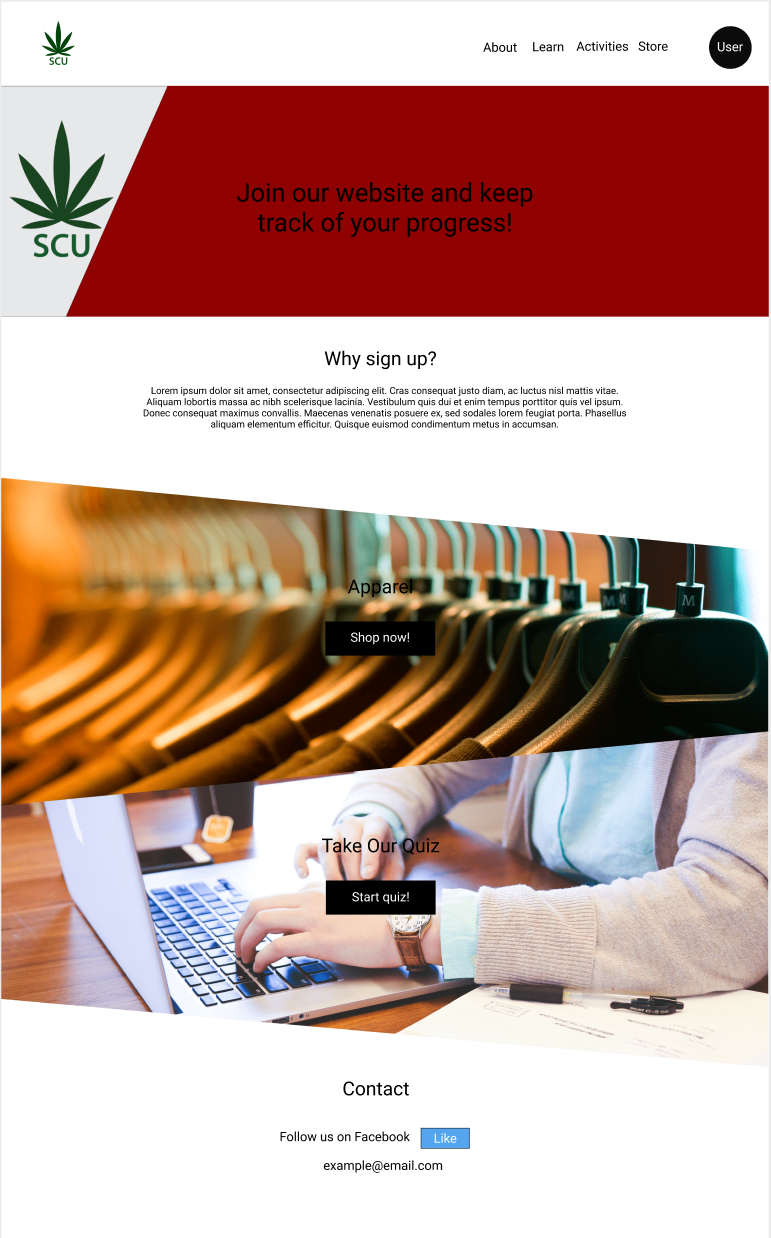 SCU
About Learn Activities Store User
SCU
Join our website and keep
track of your progress!
Why sign up?
Lorem ipsum dolor sit amet, consectetur adipiscing elit. Cras consequat justo diam, ac luctus nisl mattis vitae.
Aliquam lobortis massa ac nibh scelerisque lacinia. Vestibulum quis dui et enim tempus porttitor quis vel ipsum.
Donec consequat maximus convallis. Maecenas venenatis posuere ex, sed sodales lorem feugiat porta. Phasellus
aliquam elementum efficitur. Quisque euismod condimentum metus in accumsan.
Apparel
M M M
Shop now!
Take Our Quiz
Start quiz!
Contact
Follow us on Facebook Like
example@email.com